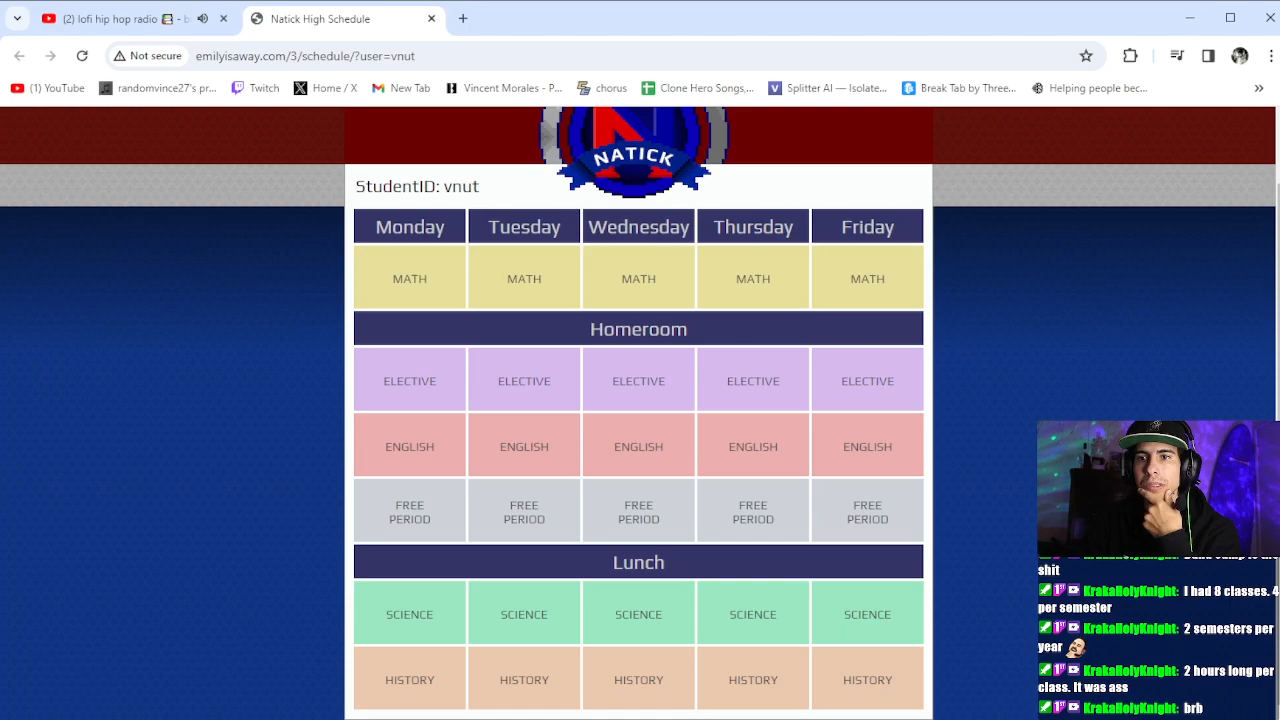 (2) lofi hip hop radio
- b
Natick High Schedule
Not secure
emilyisaway.com/3/schedule/?user=vnut
(1) YouTube
randomvince27's pr...
Twitch
Home / X
New Tab
Vincent Morales - P...
chorus
Clone Hero Songs,...
Splitter AI — Isolate...
Break Tab by Three...
Helping people bec...
NATICK
StudentID: vnut
Monday Tuesday Wednesday Thursday Friday
MATH MATH MATH MATH MATH
Homeroom
ELECTIVE ELECTIVE ELECTIVE ELECTIVE ELECTIVE
ENGLISH ENGLISH ENGLISH ENGLISH ENGLISH
FREE FREE FREE FREE FREE
PERIOD PERIOD PERIOD PERIOD PERIOD
Lunch
SCIENCE SCIENCE SCIENCE SCIENCE SCIENCE
HISTORY HISTORY HISTORY HISTORY HISTORY
shit
KrakaHolyKnight: I had 8 classes. 4
per semester
KrakaHolyKnight: 2 semesters per
year
KrakaHolyKnight: 2 hours long per
class. It was ass
KrakaHolyKnight: brb